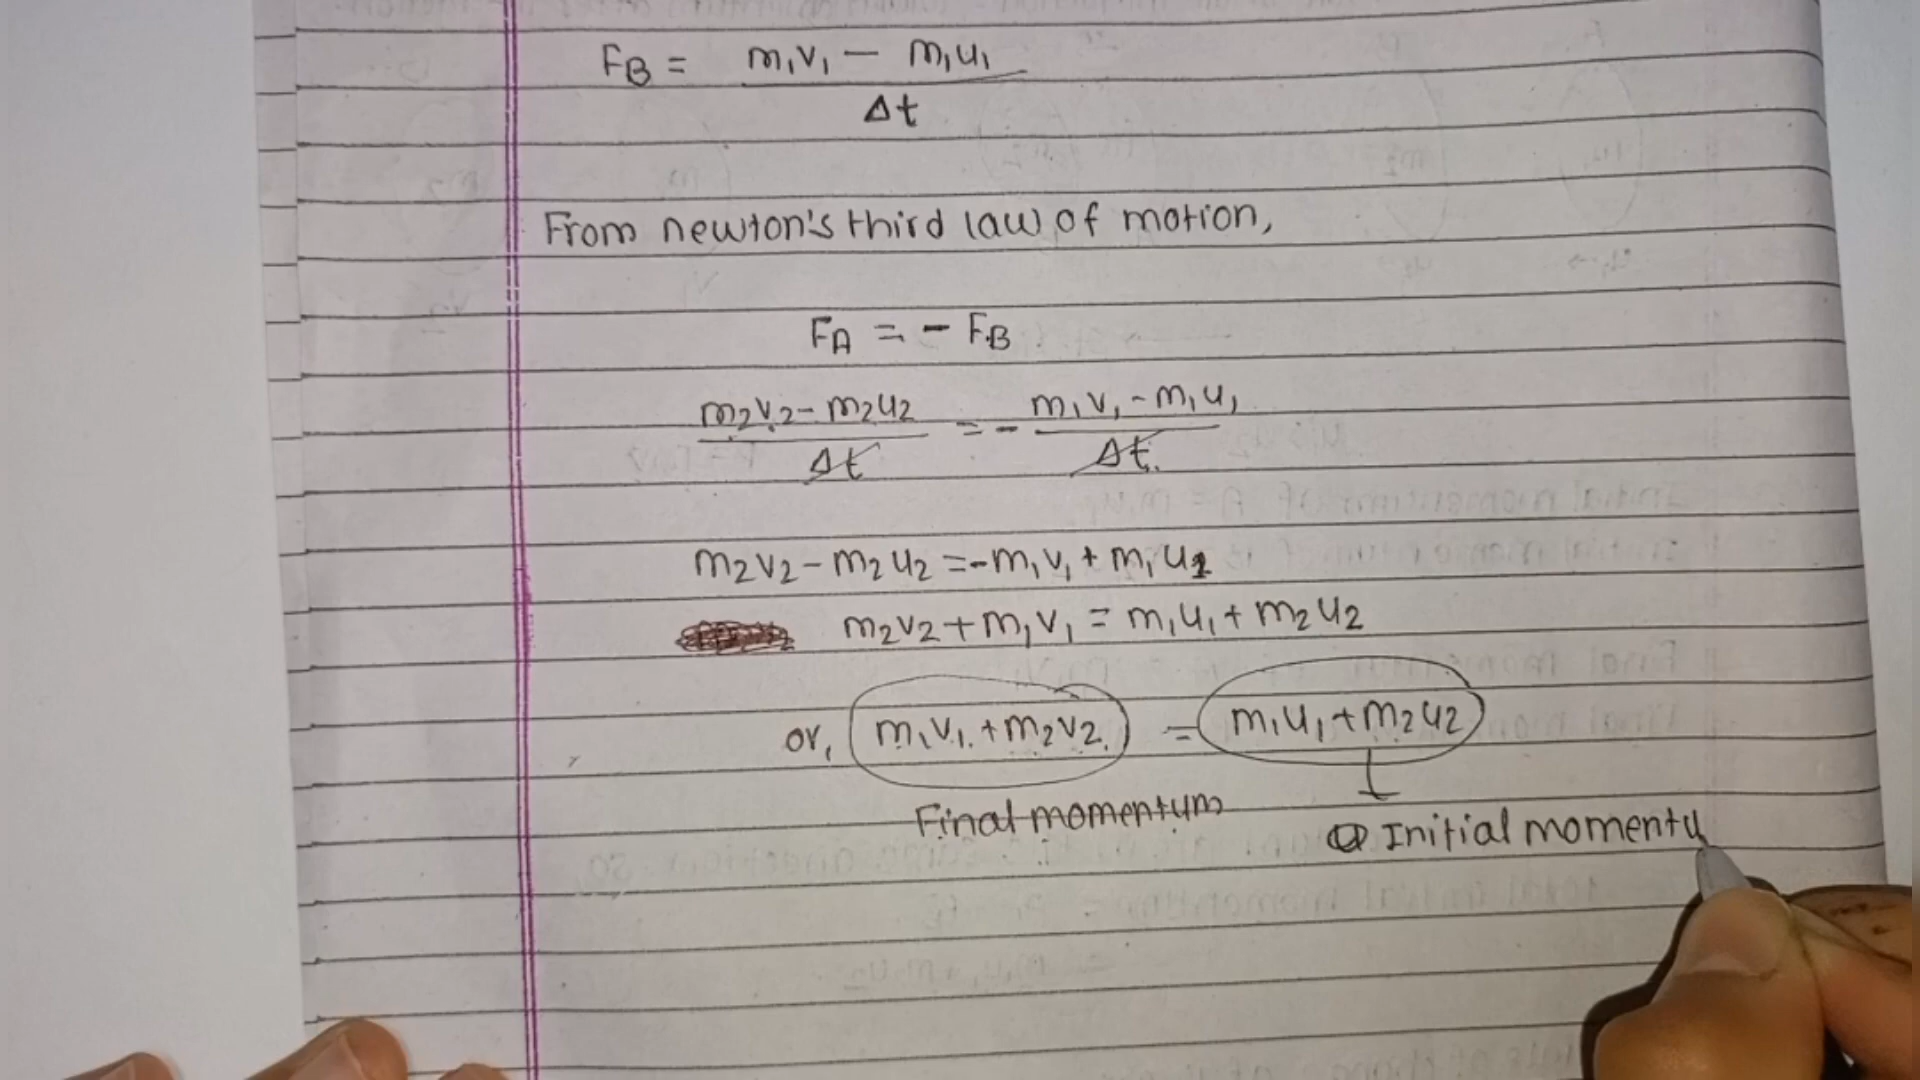 FB = m₁v₁ − m₁u₁ / Δt
From newton's third law of motion,
FA = - FB
m₂v₂ - m₂u₂ / Δt = - m₁v₁ - m₁u₁ / Δt
m₂v₂ - m₂u₂ = -m₁v₁ + m₁u₁
m₂v₂ + m₁v₁ = m₁u₁ + m₂u₂
or, m₁v₁ + m₂v₂ = m₁u₁ + m₂u₂
Final momentum
Initial momentu